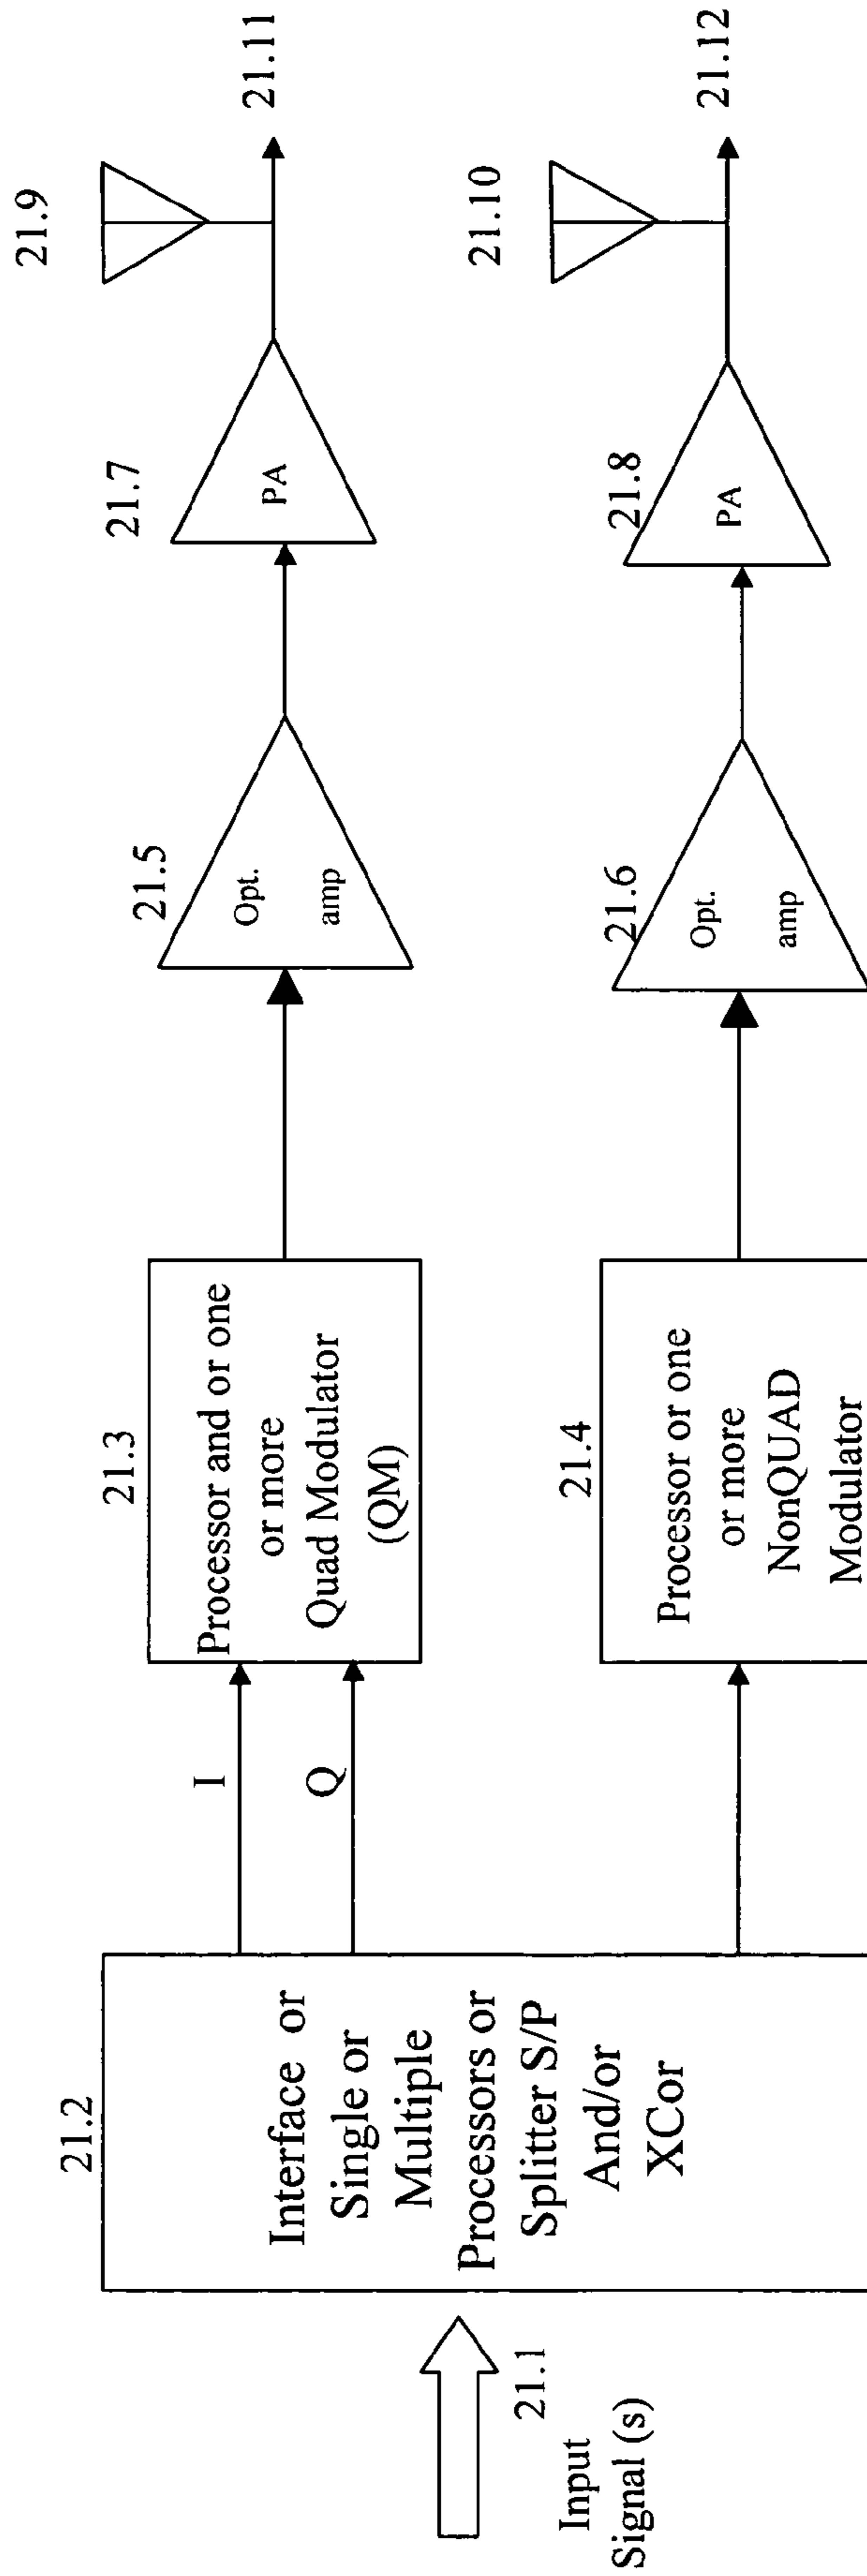 21.1
Input
Signal (s)
21.2
Interface or
Single or
Multiple
Processors or
Splitter S/P
And/or
XCor
I
Q
21.3
Processor and or one
or more
Quad Modulator
(QM)
21.5
Opt.
amp
21.7
PA
21.9
21.11
21.4
Processor or one
or more
NonQUAD
Modulator
21.6
Opt.
amp
21.8
PA
21.10
21.12